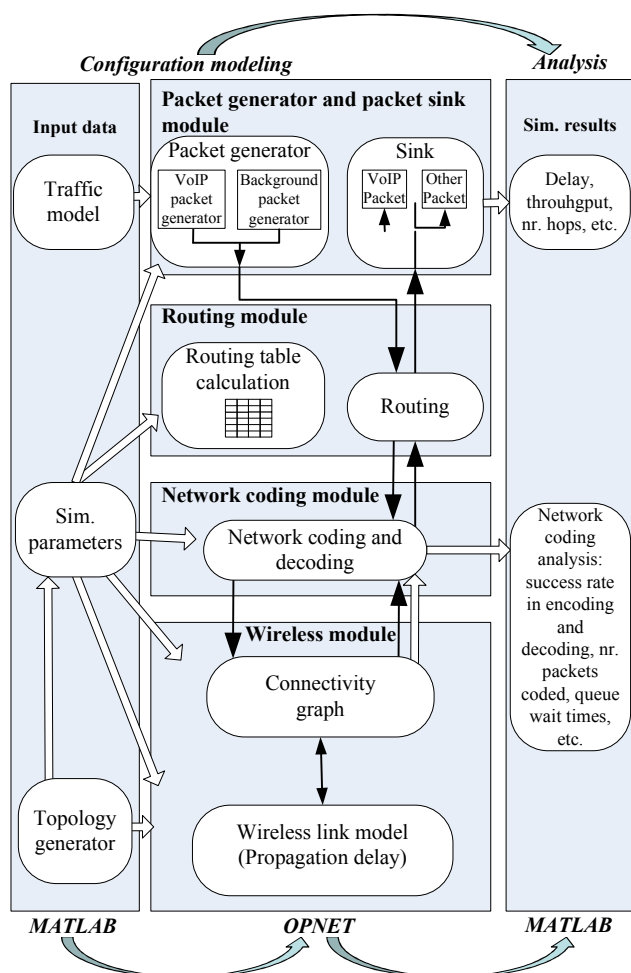 Configuration modeling
Analysis
Input data
Traffic
model
Sim.
parameters
Topology
generator
Packet generator and packet sink
module
Packet generator
VoIP
packet
generator
Background
packet
generator
Sink
VoIP
Packet
Other
Packet
Routing module
Routing table
calculation
Routing
Network coding module
Network coding and
decoding
Wireless module
Connectivity
graph
Wireless link model
(Propagation delay)
Sim. results
Delay,
throuhgput,
nr. hops, etc.
Network
coding
analysis:
success rate
in encoding
and
decoding, nr.
packets
coded, queue
wait times,
etc.
MATLAB
OPNET
MATLAB